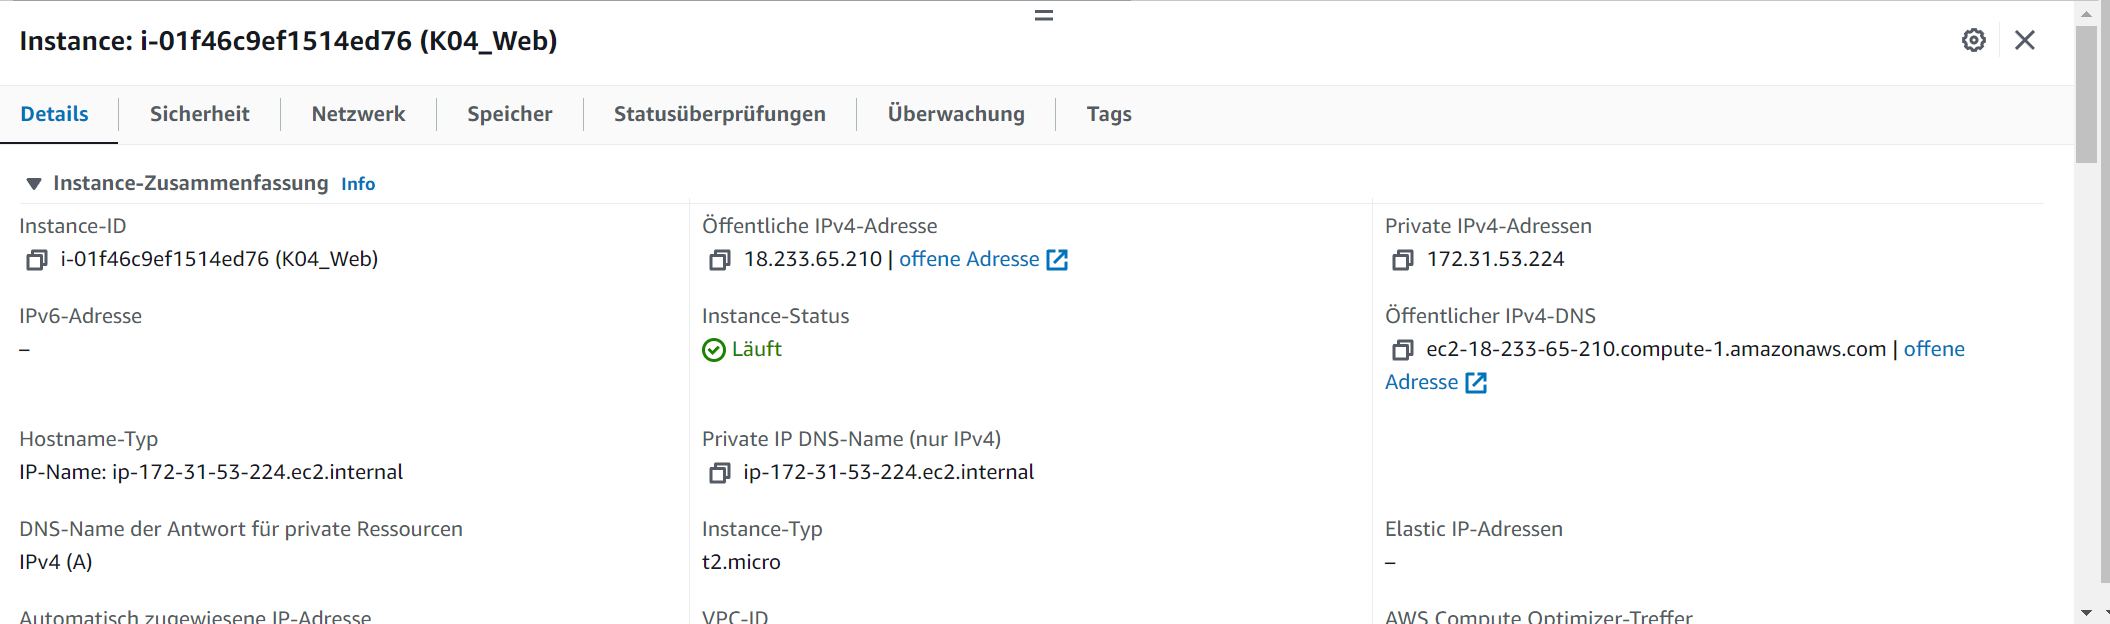 Instance: i-01f46c9ef1514ed76 (K04_Web)
Details Sicherheit Netzwerk Speicher Statusüberprüfungen Überwachung Tags
Instance-Zusammenfassung Info
Instance-ID
i-01f46c9ef1514ed76 (K04_Web)
Öffentliche IPv4-Adresse
18.233.65.210 | offene Adresse
Private IPv4-Adressen
172.31.53.224
IPv6-Adresse
–
Instance-Status
Läuft
Öffentlicher IPv4-DNS
ec2-18-233-65-210.compute-1.amazonaws.com | offene
Adresse
Hostname-Typ
IP-Name: ip-172-31-53-224.ec2.internal
Private IP DNS-Name (nur IPv4)
ip-172-31-53-224.ec2.internal
DNS-Name der Antwort für private Ressourcen
IPv4 (A)
Instance-Typ
t2.micro
Elastic IP-Adressen
–
Automatisch zugewiesene IP-Adresse
VPC-ID
AWS Compute Optimizer-Treffer